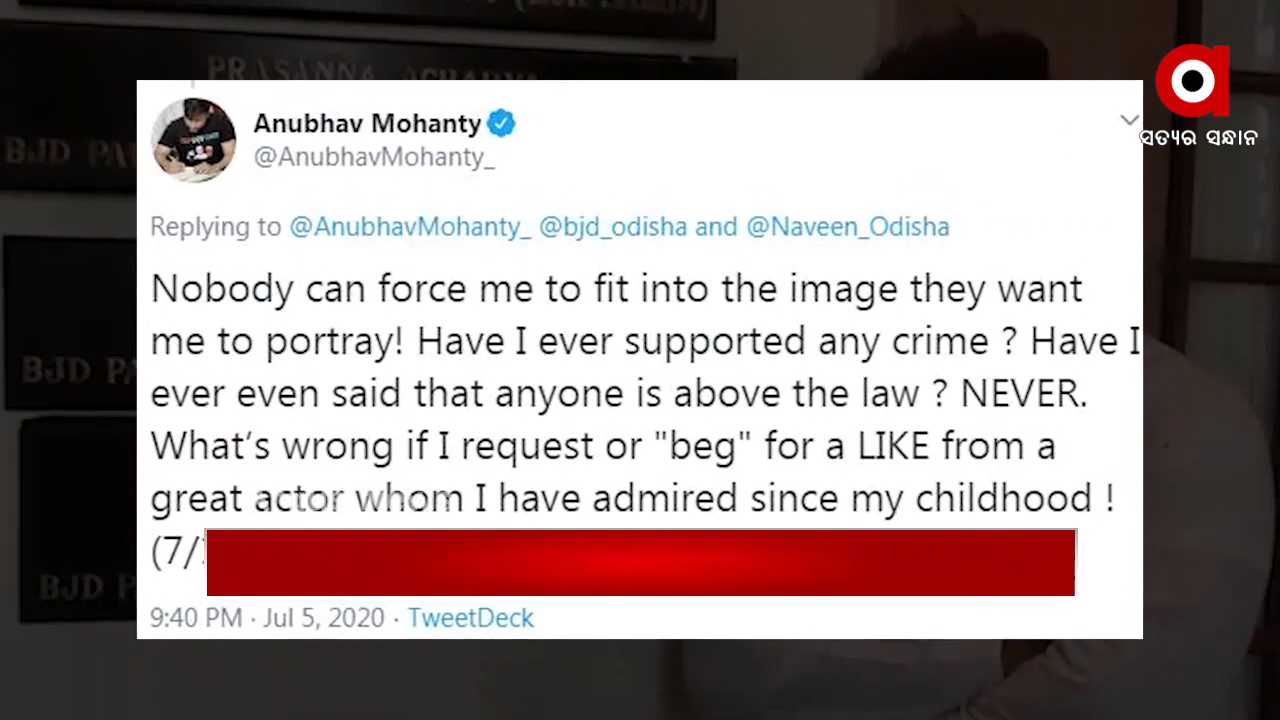 PRASANNA ACHARYA
BJD PA
BJD PA
BJD P
ସତ୍ୟର ସନ୍ଧାନ
Anubhav Mohanty
@AnubhavMohanty_
Replying to @AnubhavMohanty_ @bjd_odisha and @Naveen_Odisha
Nobody can force me to fit into the image they want
me to portray! Have I ever supported any crime ? Have I
ever even said that anyone is above the law ? NEVER.
What's wrong if I request or "beg" for a LIKE from a
great actor whom I have admired since my childhood !
(7/
9:40 PM · Jul 5, 2020 · TweetDeck